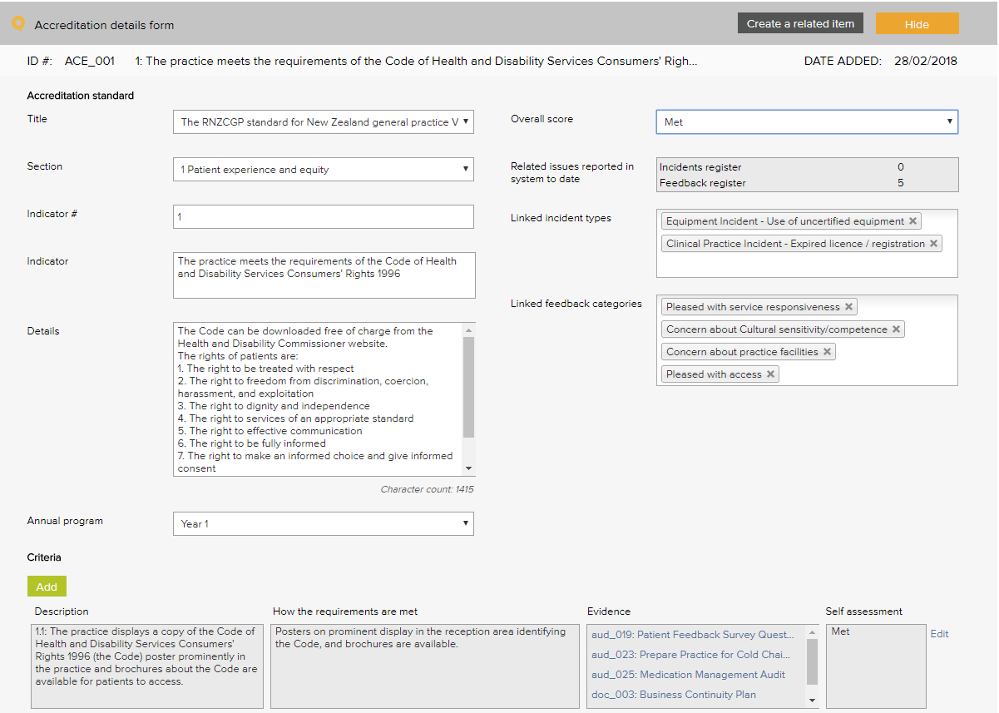 Accreditation details form
Create a related item
Hide
ID #: ACE_001 1: The practice meets the requirements of the Code of Health and Disability Services Consumers' Righ...
DATE ADDED: 28/02/2018
Accreditation standard
Title
The RNZCGP standard for New Zealand general practice V
Section
1 Patient experience and equity
Indicator #
1
Indicator
The practice meets the requirements of the Code of Health
and Disability Services Consumers' Rights 1996
Details
The Code can be downloaded free of charge from the
Health and Disability Commissioner website.
The rights of patients are:
1. The right to be treated with respect
2. The right to freedom from discrimination, coercion,
harassment, and exploitation
3. The right to dignity and independence
4. The right to services of an appropriate standard
5. The right to effective communication
6. The right to be fully informed
7. The right to make an informed choice and give informed
consent
Character count: 1415
Annual program
Year 1
Overall score
Met
Related issues reported in
system to date
Incidents register 0
Feedback register 5
Linked incident types
Equipment Incident - Use of uncertified equipment
Clinical Practice Incident - Expired licence / registration
Linked feedback categories
Pleased with service responsiveness
Concern about Cultural sensitivity/competence
Concern about practice facilities
Pleased with access
Criteria
Add
Description
1.1: The practice displays a copy of the Code of
Health and Disability Services Consumers'
Rights 1996 (the Code) poster prominently in
the practice and brochures about the Code are
available for patients to access.
How the requirements are met
Posters on prominent display in the reception area identifying
the Code, and brochures are available.
Evidence
aud_019: Patient Feedback Survey Quest...
aud_023: Prepare Practice for Cold Chai...
aud_025: Medication Management Audit
doc_003: Business Continuity Plan
Self assessment
Met
Edit